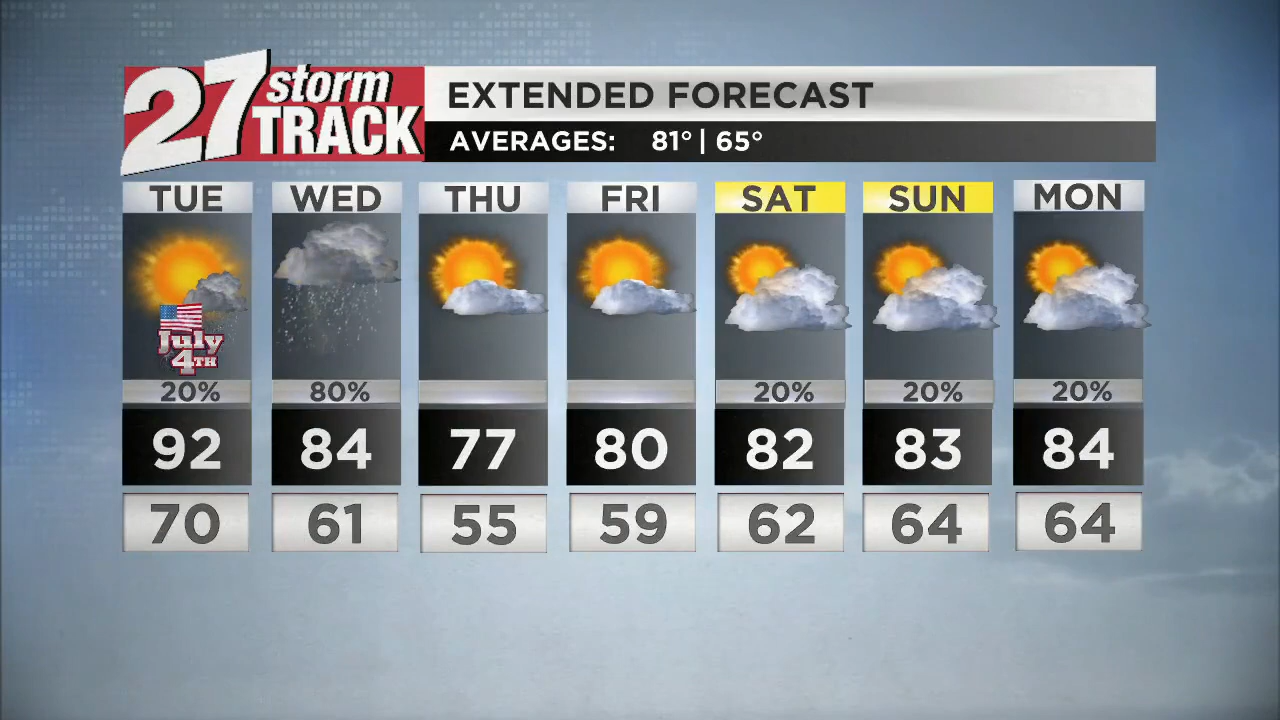 27 storm TRACK
EXTENDED FORECAST
AVERAGES: 81° | 65°
TUE WED THU FRI SAT SUN MON
July
4TH
20% 80% 20% 20% 20%
92 84 77 80 82 83 84
70 61 55 59 62 64 64